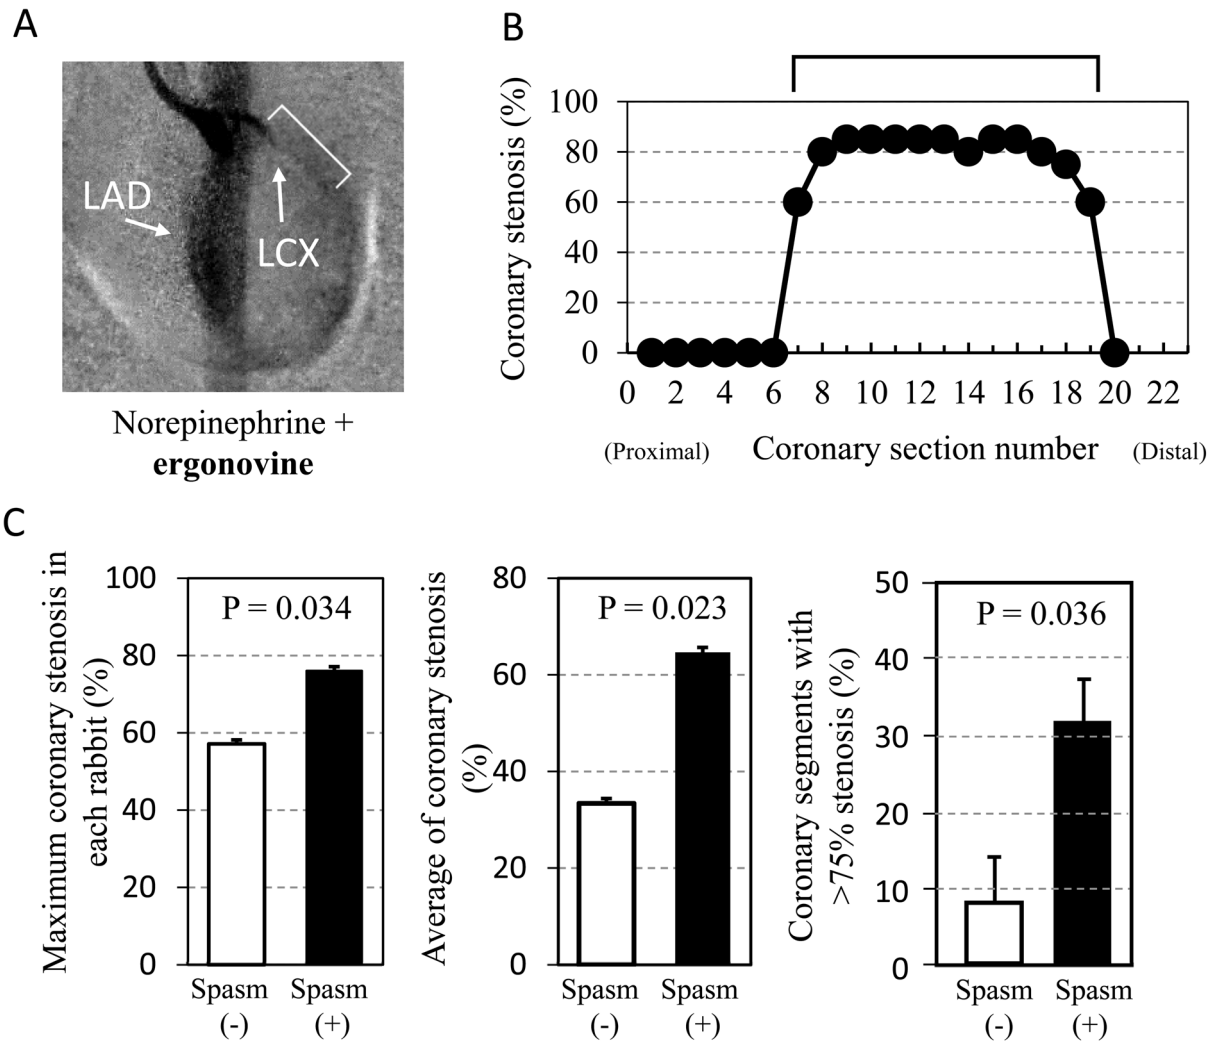 A
LAD
LCX
Norepinephrine +
ergonovine
B
Coronary stenosis (%)
100
80
60
40
20
0
0 2 4 6 8 10 12 14 16 18 20 22
(Proximal) Coronary section number (Distal)
C
Maximum coronary stenosis in
each rabbit (%)
100
80
60
40
20
0
P = 0.034
Spasm Spasm
(-) (+)
Average of coronary stenosis
(%)
80
60
40
20
0
P = 0.023
Spasm Spasm
(-) (+)
Coronary segments with
>75% stenosis (%)
50
40
30
20
10
0
P = 0.036
Spasm Spasm
(-) (+)